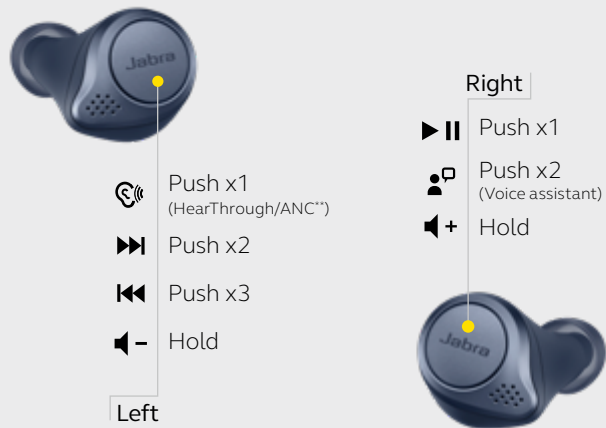 Jabra
Push x1
(HearThrough/ANC**)
Push x2
Push x3
Hold
Left
Right
Push x1
Push x2
(Voice assistant)
Hold
Jabra